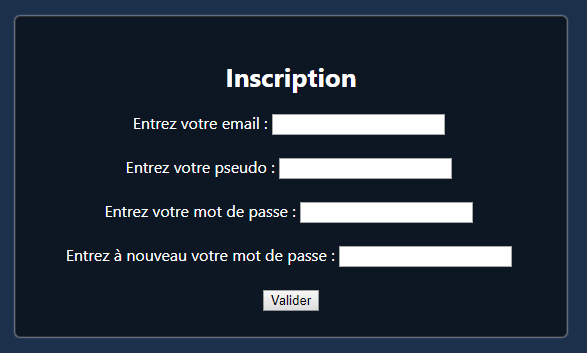 Inscription
Entrez votre email :
Entrez votre pseudo :
Entrez votre mot de passe :
Entrez à nouveau votre mot de passe :
Valider